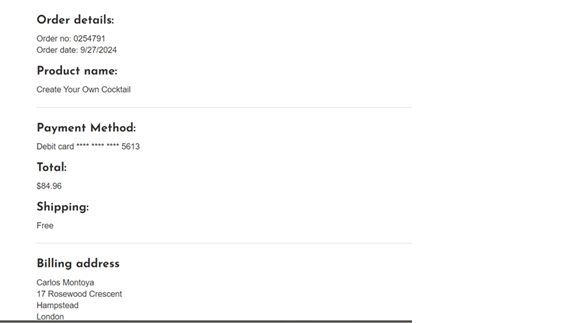 Order details:
Order no: 0254791
Order date: 9/27/2024
Product name:
Create Your Own Cocktail
Payment Method:
Debit card **** **** **** 5613
Total:
$84.96
Shipping:
Free
Billing address
Carlos Montoya
17 Rosewood Crescent
Hampstead
London